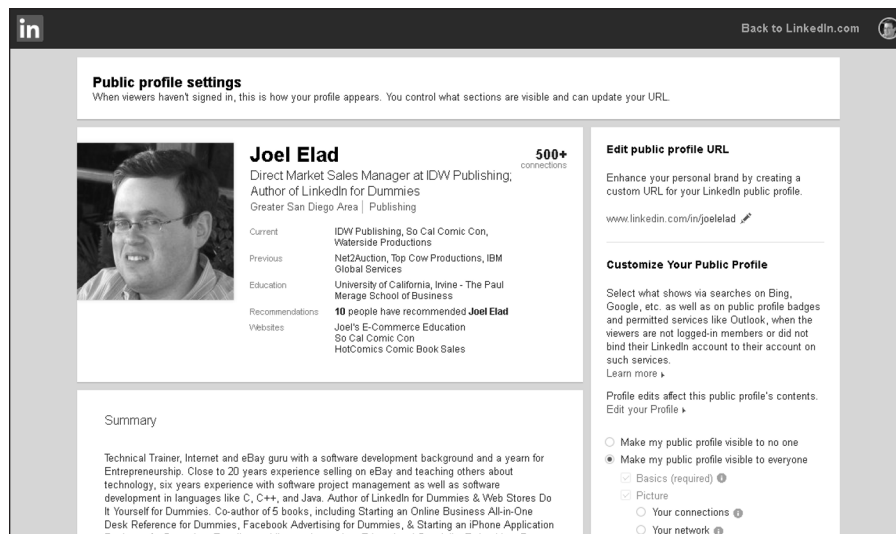 in
Back to LinkedIn.com
Public profile settings
When viewers haven't signed in, this is how your profile appears. You control what sections are visible and can update your URL.
Joel Elad
500+
connections
Direct Market Sales Manager at IDW Publishing;
Author of LinkedIn for Dummies
Greater San Diego Area | Publishing
Current IDW Publishing, So Cal Comic Con,
Waterside Productions
Previous Net2Auction, Top Cow Productions, IBM
Global Services
Education University of California, Irvine - The Paul
Merage School of Business
Recommendations 10 people have recommended Joel Elad
Websites Joel's E-Commerce Education
So Cal Comic Con
HotComics Comic Book Sales
Summary
Technical Trainer, Internet and eBay guru with a software development background and a yearn for
Entrepreneurship. Close to 20 years experience selling on eBay and teaching others about
technology, six years experience with software project management as well as software
development in languages like C, C++, and Java. Author of LinkedIn for Dummies & Web Stores Do
It Yourself for Dummies. Co-author of 5 books, including Starting an Online Business All-in-One
Desk Reference for Dummies, Facebook Advertising for Dummies, & Starting an iPhone Application
Edit public profile URL
Enhance your personal brand by creating a
custom URL for your LinkedIn public profile.
www.linkedin.com/in/joelelad
Customize Your Public Profile
Select what shows via searches on Bing,
Google, etc. as well as on public profile badges
and permitted services like Outlook, when the
viewers are not logged-in members or did not
bind their LinkedIn account to their account on
such services.
Learn more
Profile edits affect this public profile's contents.
Edit your Profile
Make my public profile visible to no one
Make my public profile visible to everyone
Basics (required)
Picture
Your connections
Your network